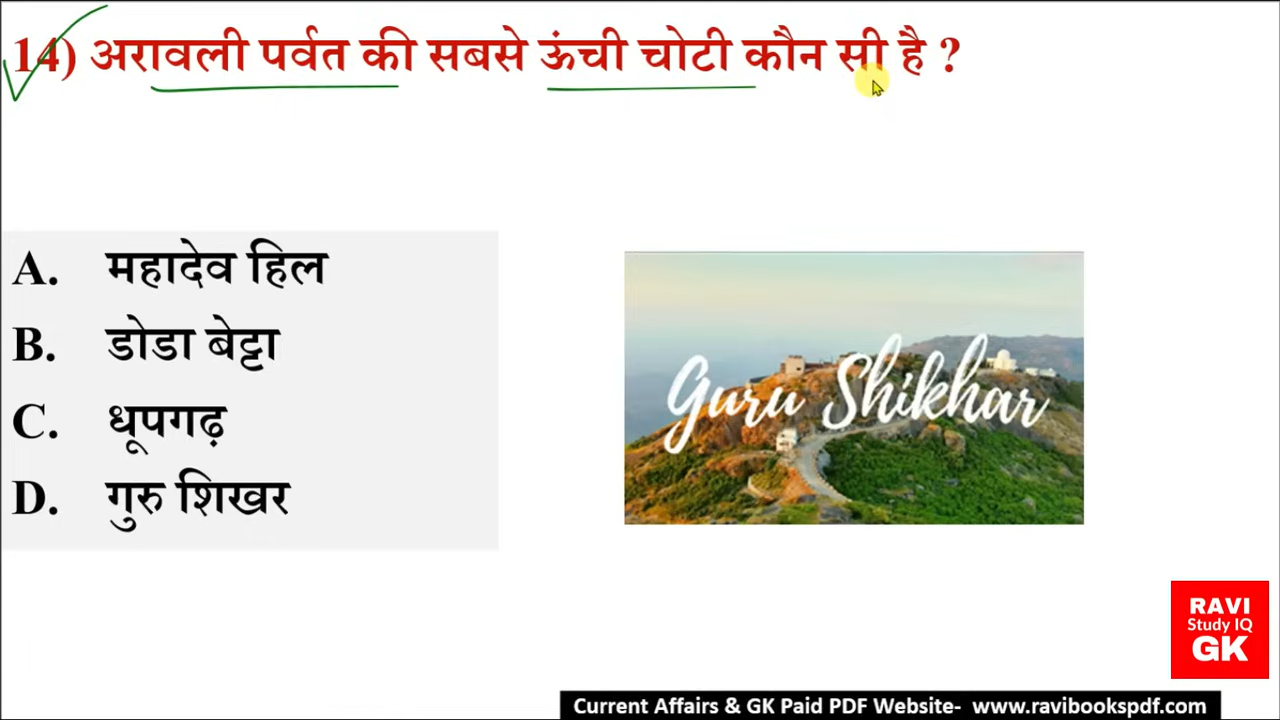 14) अरावली पर्वत की सबसे ऊंची चोटी कौन सी है ?
A. महादेव हिल
B. डोडा बेट्टा
C. धूपगढ़
D. गुरु शिखर
Guru Shikhar
RAVI
Study IQ
GK
Current Affairs & GK Paid PDF Website- www.ravibookspdf.com